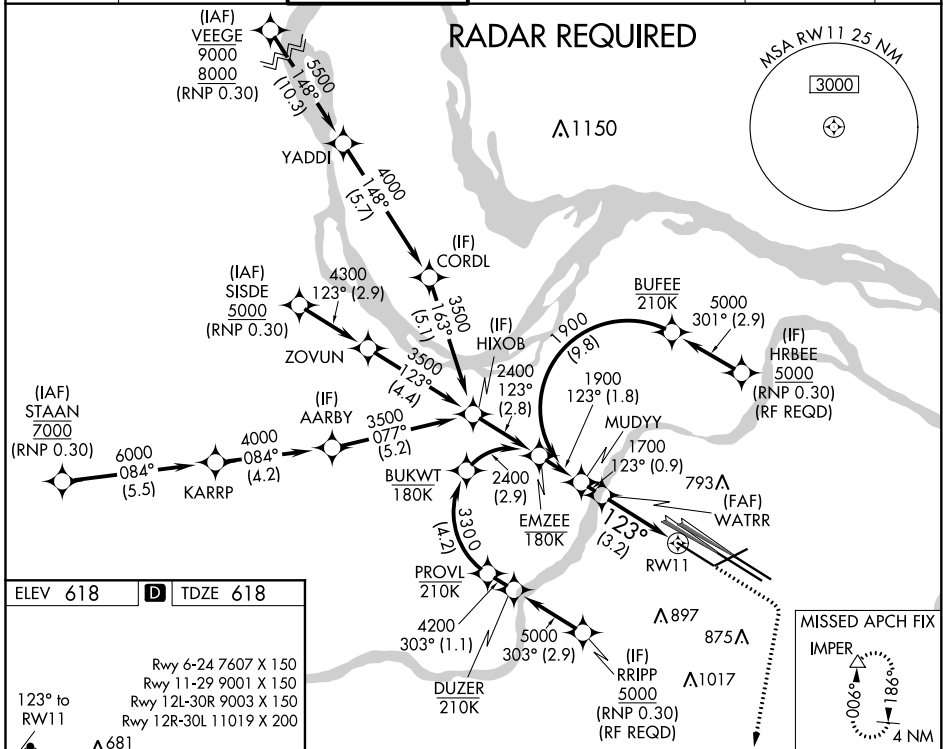 RADAR REQUIRED
MSA RW11 25 NM
3000
1150
(IAF)
VEEGE
9000
8000
(RNP 0.30)
5500
148°
(10.3)
YADDI
4000
148°
(5.7)
(IF)
CORDL
3500
163°
(5.1)
(IAF)
SISDE
5000
(RNP 0.30)
4300
123° (2.9)
ZOVUN
3500
123°
(4.4)
(IF)
HIXOB
2400
123°
(2.8)
(IAF)
STAAN
7000
(RNP 0.30)
6000
084°
(5.5)
KARRP
4000
084°
(4.2)
(IF)
AARBY
3500
077°
(5.2)
BUFEE
210K
5000
301° (2.9)
(IF)
HRBEE
5000
(RNP 0.30)
(RF REQD)
1900
(9.8)
1900
123° (1.8)
MUDYY
1700
123° (0.9)
793
(FAF)
WATRR
BUKWT
180K
2400
(2.9)
EMZEE
180K
123°
(3.2)
RW11
3300
(4.2)
PROVL
210K
4200
303° (1.1)
DUZER
210K
5000
303° (2.9)
(IF)
RRIPP
5000
(RNP 0.30)
(RF REQD)
897
875
1017
ELEV 618
D
TDZE 618
Rwy 6-24 7607 X 150
Rwy 11-29 9001 X 150
Rwy 12L-30R 9003 X 150
Rwy 12R-30L 11019 X 200
123° to
RW11
681
MISSED APCH FIX
IMPER
006°
186°
4 NM